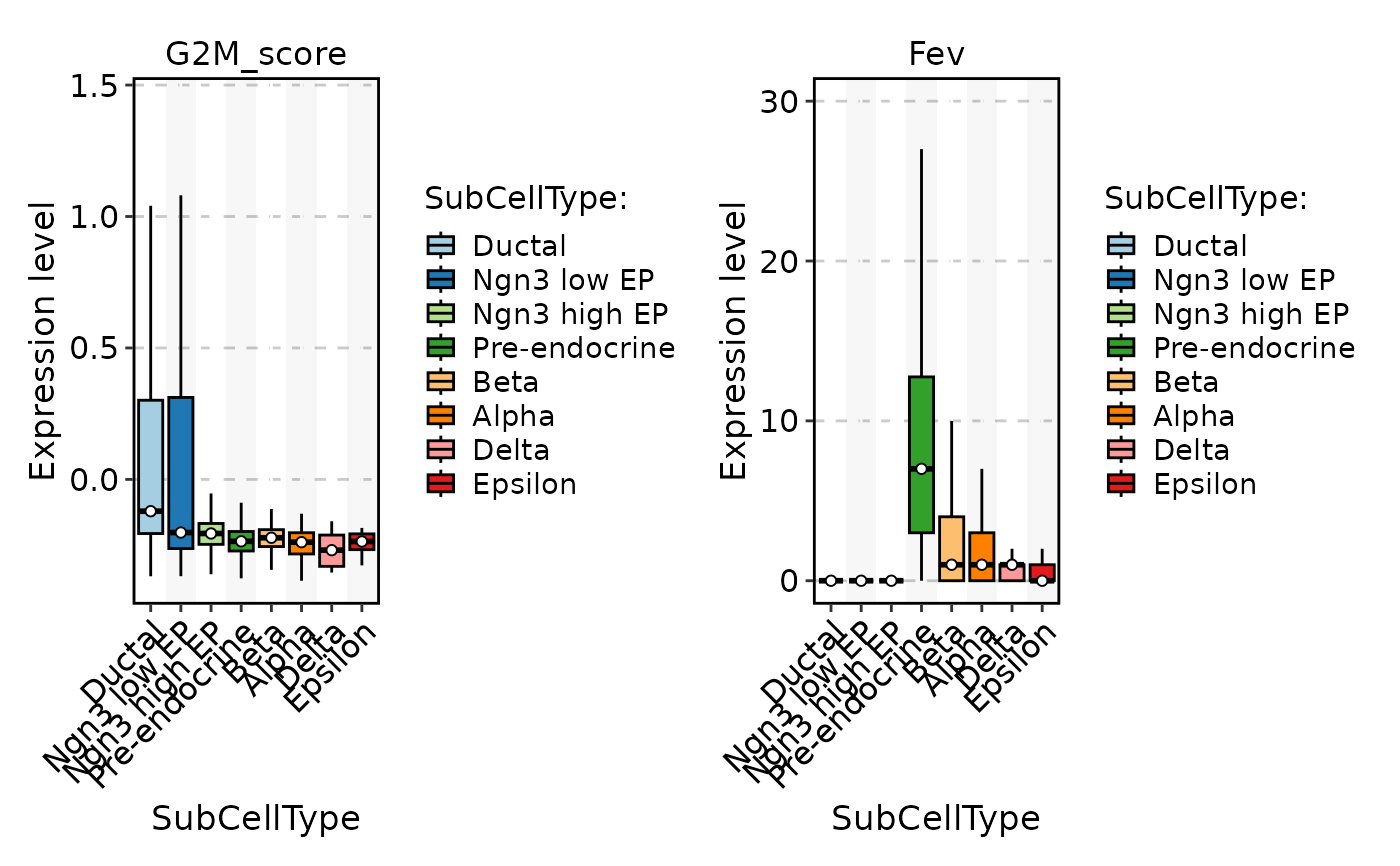 G2M_score
1.5
1.0
0.5
0.0
Expression level
Ductal
Ngn3 low EP
Ngn3 high EP
Pre-endocrine
Beta
Alpha
Delta
Epsilon
SubCellType
SubCellType:
Ductal
Ngn3 low EP
Ngn3 high EP
Pre-endocrine
Beta
Alpha
Delta
Epsilon
Fev
30
20
10
0
Expression level
Ductal
Ngn3 low EP
Ngn3 high EP
Pre-endocrine
Beta
Alpha
Delta
Epsilon
SubCellType
SubCellType:
Ductal
Ngn3 low EP
Ngn3 high EP
Pre-endocrine
Beta
Alpha
Delta
Epsilon